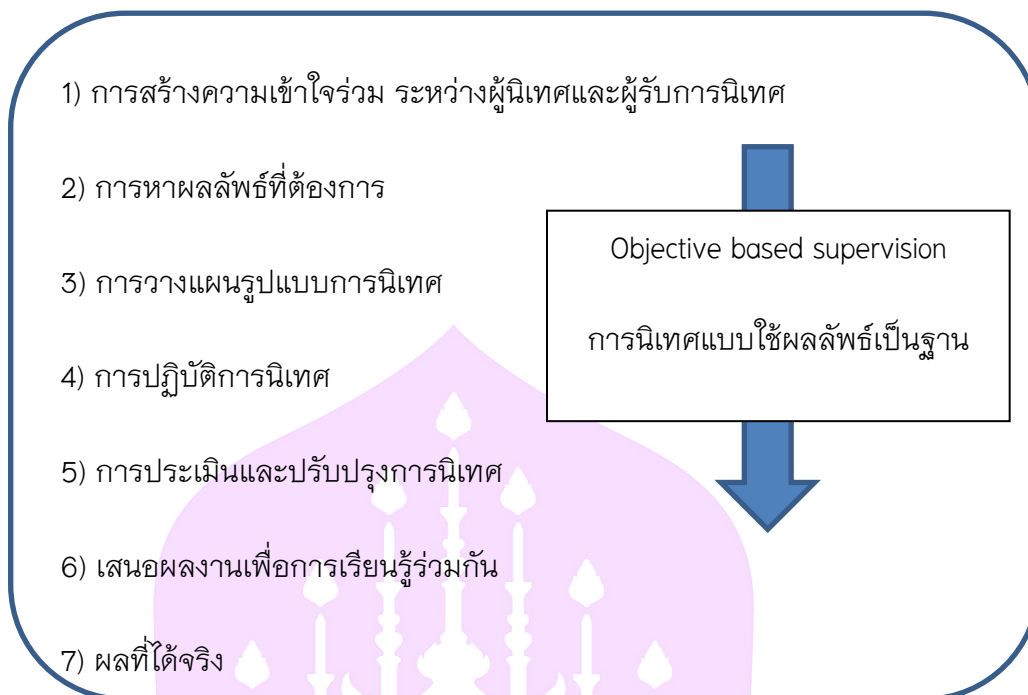 1) การสร้างความเข้าใจร่วม ระหว่างผู้นิเทศและผู้รับการนิเทศ
2) การหาผลลัพธ์ที่ต้องการ
3) การวางแผนรูปแบบการนิเทศ
4) การปฏิบัติการนิเทศ
5) การประเมินและปรับปรุงการนิเทศ
6) เสนอผลงานเพื่อการเรียนรู้ร่วมกัน
7) ผลที่ได้จริง
Objective based supervision
การนิเทศแบบใช้ผลลัพธ์เป็นฐาน